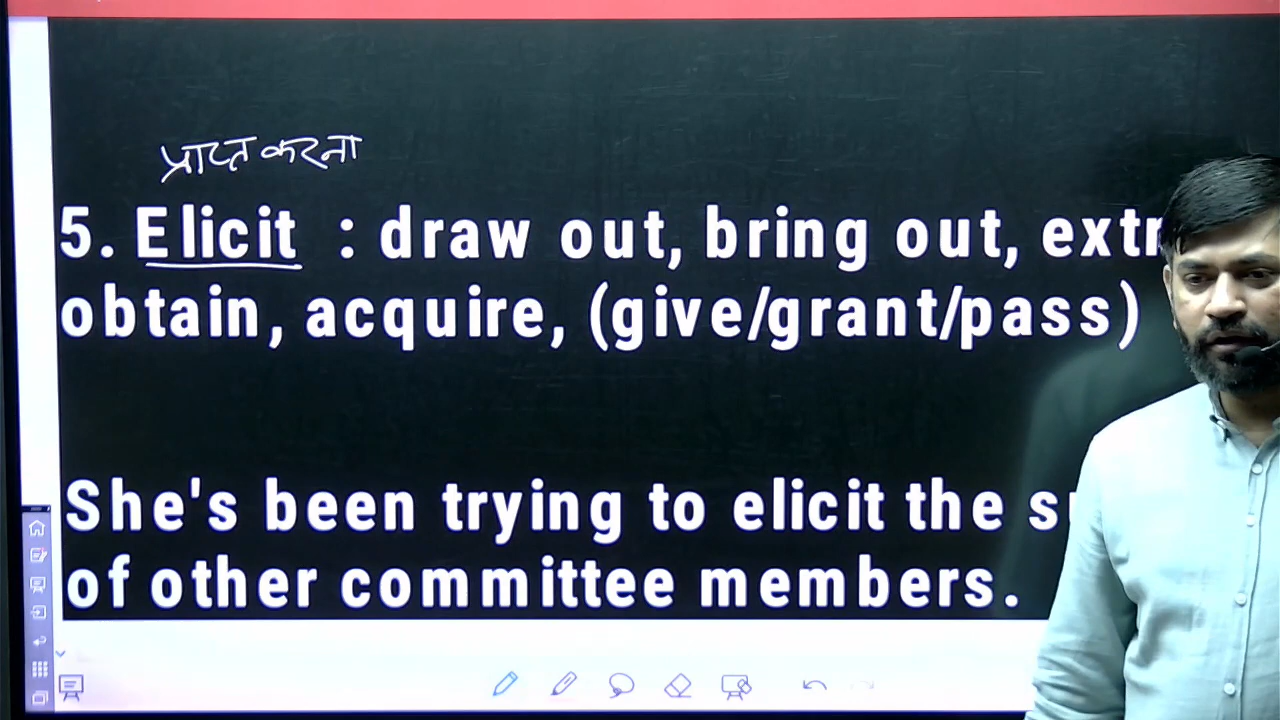 प्राप्त करना
5. Elicit : draw out, bring out,
obtain, acquire, (give/grant/pass)
She's been trying to elicit the
of other committee members.